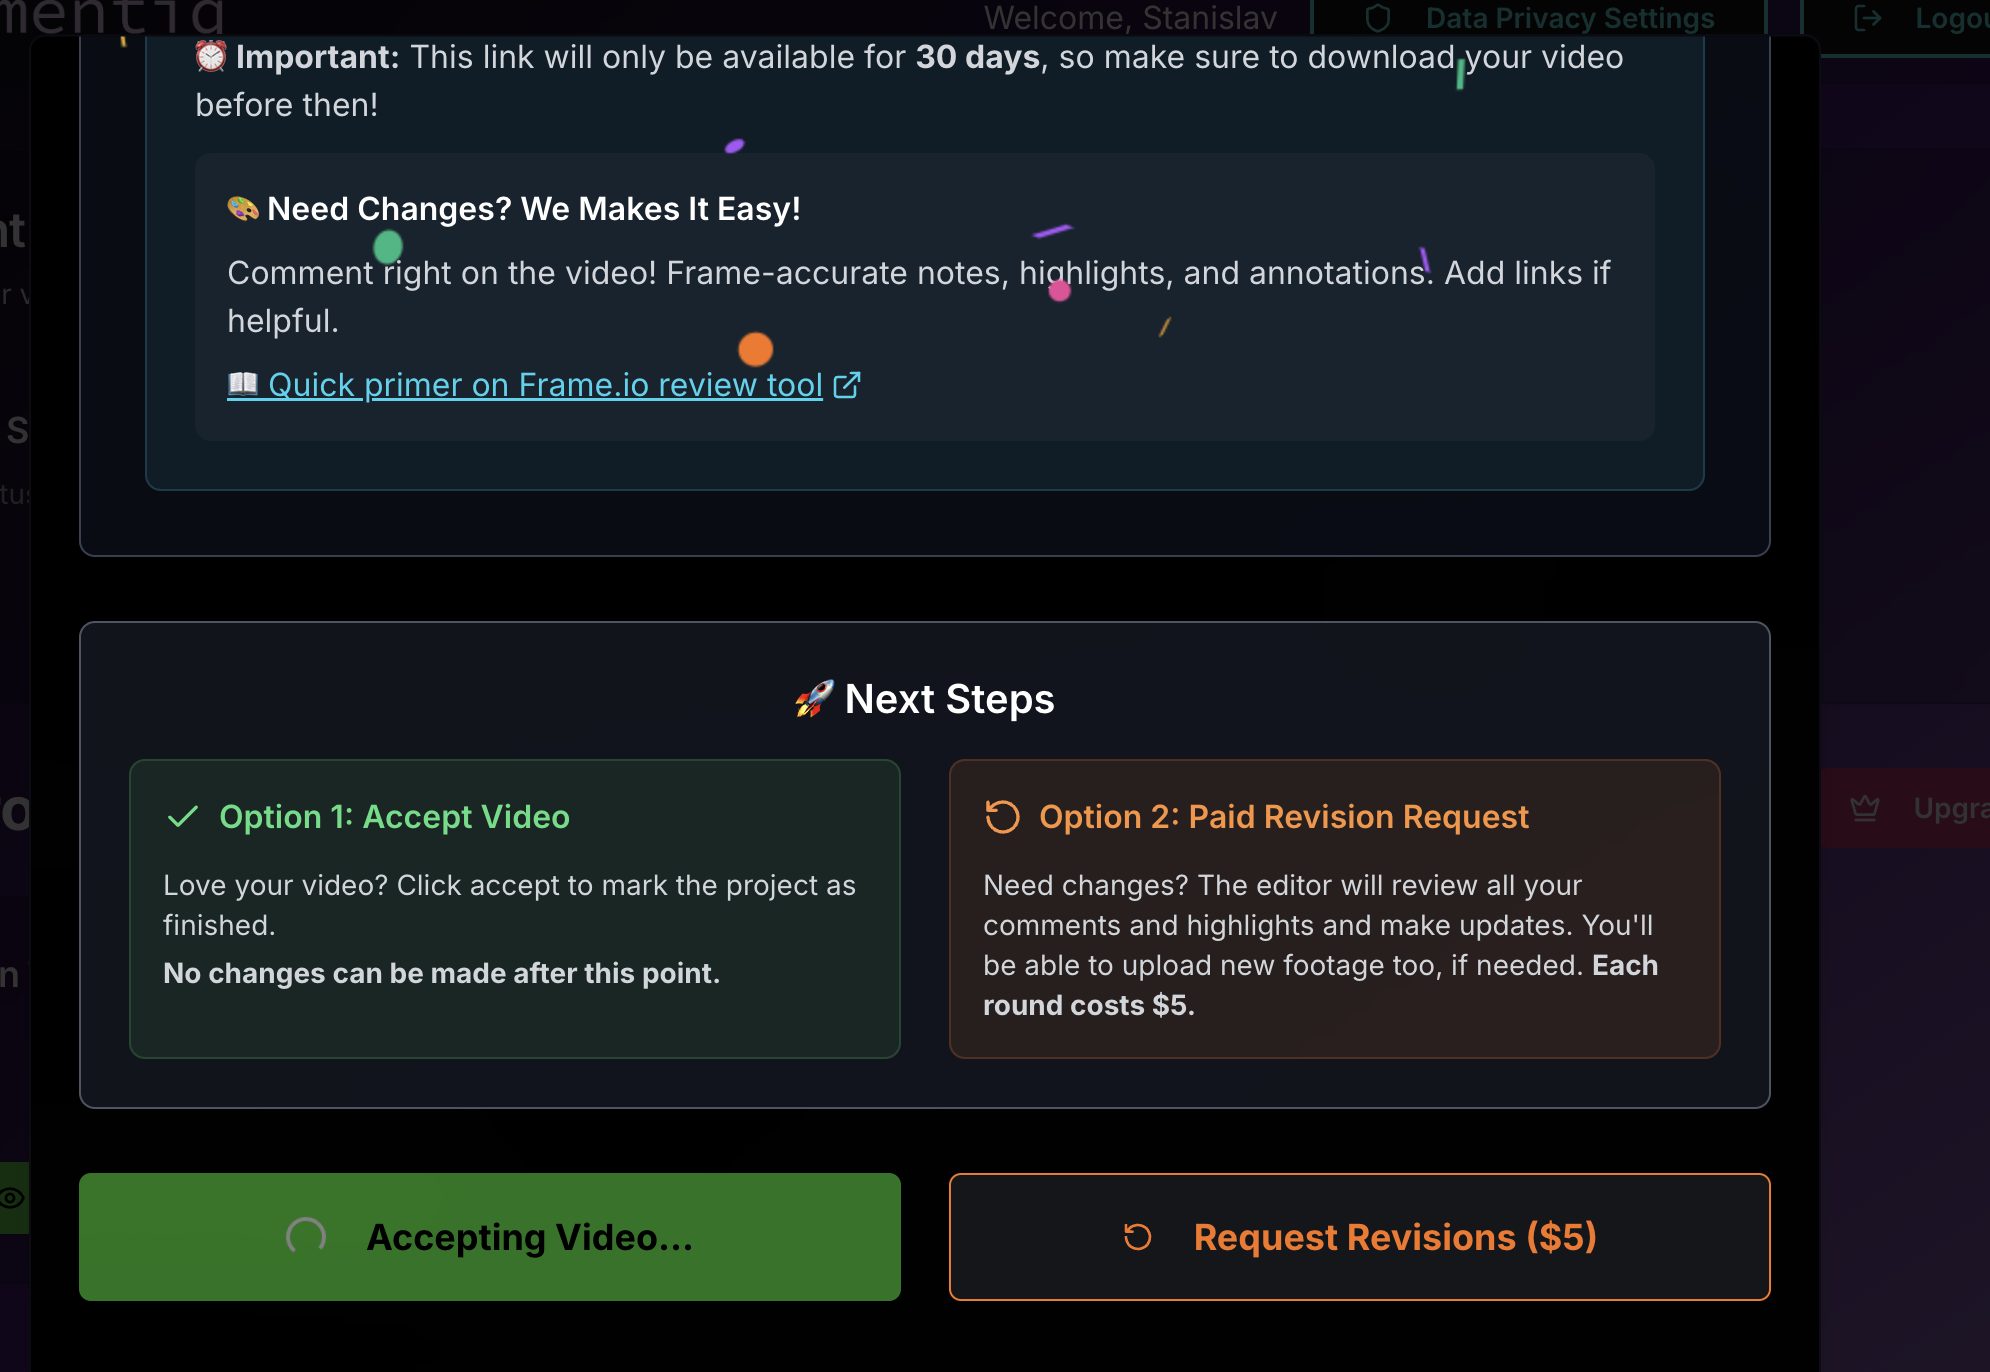 Welcome, Stanislav
Data Privacy Settings
⏰ Important: This link will only be available for 30 days, so make sure to download your video
before then!
🎨 Need Changes? We Makes It Easy!
Comment right on the video! Frame-accurate notes, highlights, and annotations. Add links if
helpful.
📖 Quick primer on Frame.io review tool
🚀 Next Steps
Option 1: Accept Video
Love your video? Click accept to mark the project as
finished.
No changes can be made after this point.
Option 2: Paid Revision Request
Need changes? The editor will review all your
comments and highlights and make updates. You'll
be able to upload new footage too, if needed. Each
round costs $5.
Accepting Video...
Request Revisions ($5)